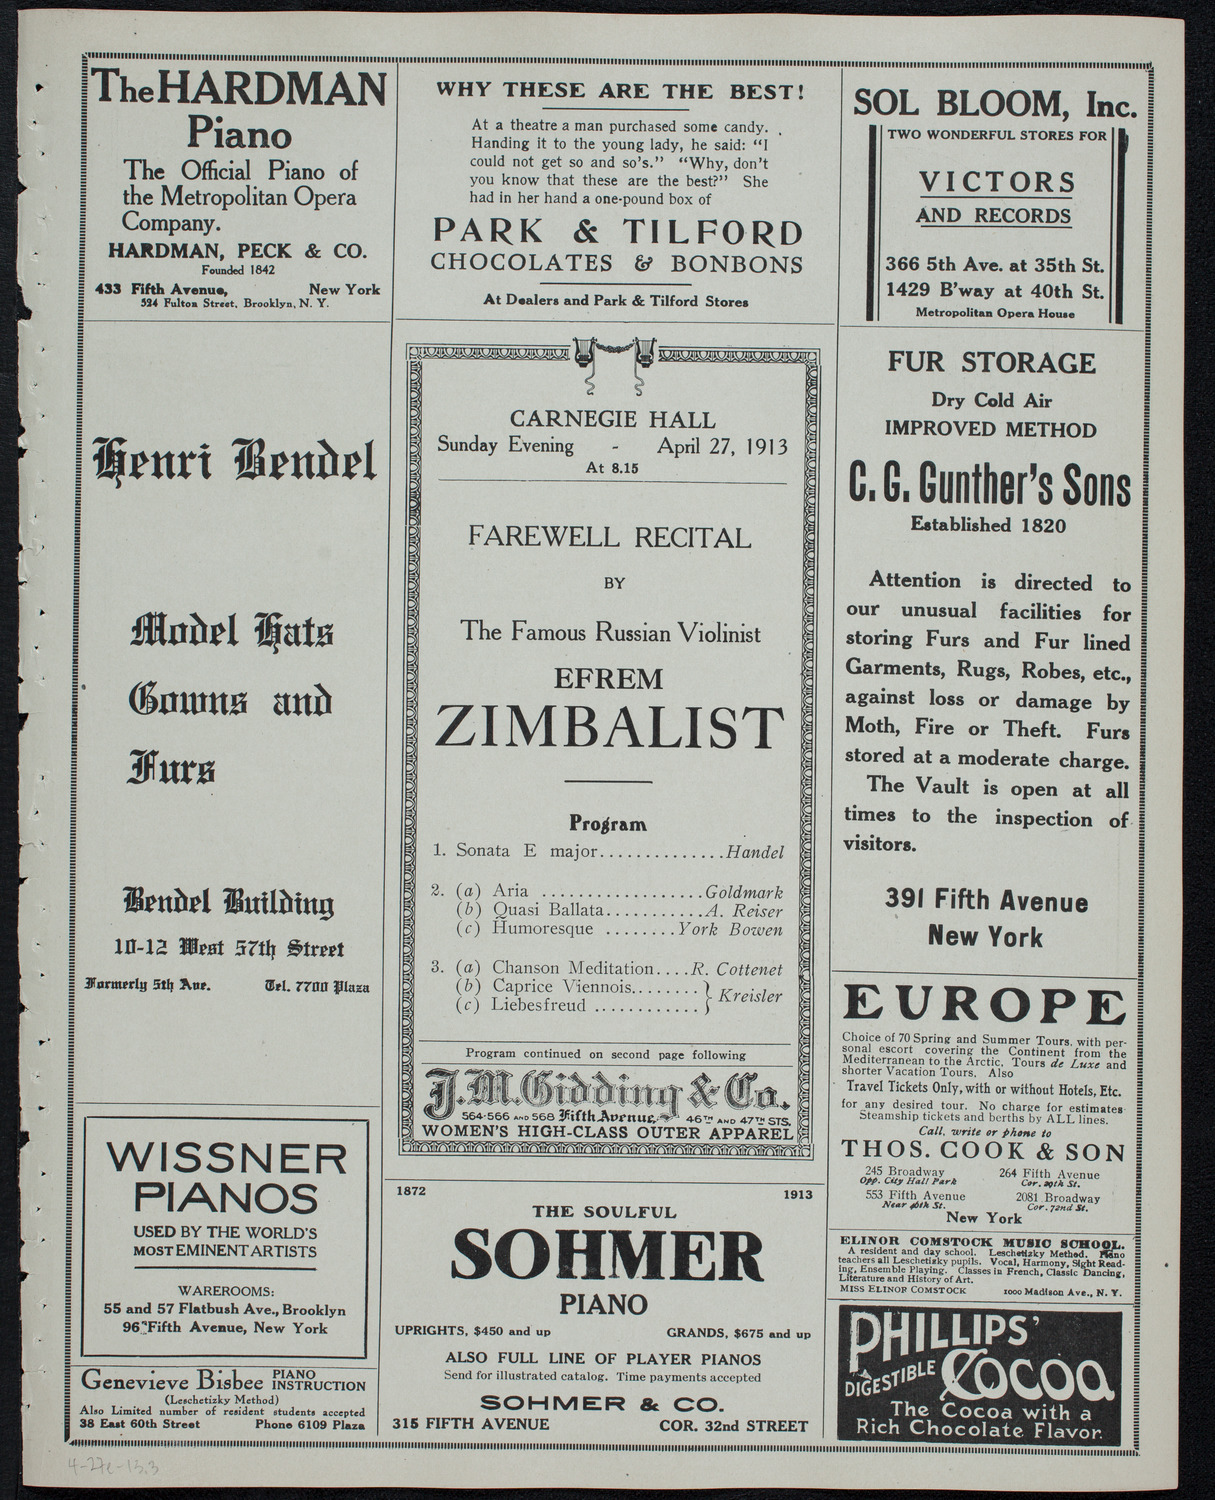 The HARDMAN
Piano
The Official Piano of
the Metropolitan Opera
Company.
HARDMAN, PECK & CO.
Founded 1842
433 Fifth Avenue, New York
524 Fulton Street, Brooklyn, N. Y.
Henri Bendel
Model Hats
Gowns and
Furs
Bendel Building
10-12 West 57th Street
Formerly 5th Ave. Tel. 7700 Plaza
WISSNER
PIANOS
USED BY THE WORLD'S
MOST EMINENT ARTISTS
WAREROOMS:
55 and 57 Flatbush Ave., Brooklyn
96 Fifth Avenue, New York
Genevieve Bisbee PIANO INSTRUCTION
(Leschetizky Method)
Also Limited number of resident students accepted
38 East 60th Street Phone 6109 Plaza
WHY THESE ARE THE BEST!
At a theatre a man purchased some candy.
Handing it to the young lady, he said: "I
could not get so and so's." "Why, don't
you know that these are the best?" She
had in her hand a one-pound box of
PARK & TILFORD
CHOCOLATES & BONBONS
At Dealers and Park & Tilford Stores
CARNEGIE HALL
Sunday Evening - April 27, 1913
At 8.15
FAREWELL RECITAL
BY
The Famous Russian Violinist
EFREM
ZIMBALIST
Program
1. Sonata E major..............Handel
2. (a) Aria ..................Goldmark
(b) Quasi Ballata...........A. Reiser
(c) Humoresque ........York Bowen
3. (a) Chanson Meditation....R. Cottenet
(b) Caprice Viennois........ } Kreisler
(c) Liebesfreud ............
Program continued on second page following
J.M. Gidding & Co.
564-566 AND 568 Fifth Avenue, 46TH AND 47TH STS.
WOMEN'S HIGH-CLASS OUTER APPAREL
1872 1913
THE SOULFUL
SOHMER
PIANO
UPRIGHTS, $450 and up GRANDS, $675 and up
ALSO FULL LINE OF PLAYER PIANOS
Send for illustrated catalog. Time payments accepted
SOHMER & CO.
315 FIFTH AVENUE COR. 32nd STREET
SOL BLOOM, Inc.
TWO WONDERFUL STORES FOR
VICTORS
AND RECORDS
366 5th Ave. at 35th St.
1429 B'way at 40th St.
Metropolitan Opera House
FUR STORAGE
Dry Cold Air
IMPROVED METHOD
C. G. Gunther's Sons
Established 1820
Attention is directed to
our unusual facilities for
storing Furs and Fur lined
Garments, Rugs, Robes, etc.,
against loss or damage by
Moth, Fire or Theft. Furs
stored at a moderate charge.
The Vault is open at all
times to the inspection of
visitors.
391 Fifth Avenue
New York
EUROPE
Choice of 70 Spring and Summer Tours, with per-
sonal escort covering the Continent from the
Mediterranean to the Arctic. Tours de Luxe and
shorter Vacation Tours. Also
Travel Tickets Only, with or without Hotels, Etc.
for any desired tour. No charge for estimates
Steamship tickets and berths by ALL lines.
Call, write or phone to
THOS. COOK & SON
245 Broadway 264 Fifth Avenue
Opp. City Hall Park Cor. 29th St.
553 Fifth Avenue 2081 Broadway
Near 46th St. Cor. 72nd St.
New York
ELINOR COMSTOCK MUSIC SCHOOL.
A resident and day school. Leschetizky Method. Piano
teachers all Leschetizky pupils. Vocal, Harmony, Sight Read-
ing, Ensemble Playing. Classes in French, Classic Dancing,
Literature and History of Art.
MISS ELINOR COMSTOCK 1000 Madison Ave., N. Y.
PHILLIPS'
DIGESTIBLE COCOA
The Cocoa with a
Rich Chocolate Flavor.
4-27e-13.3